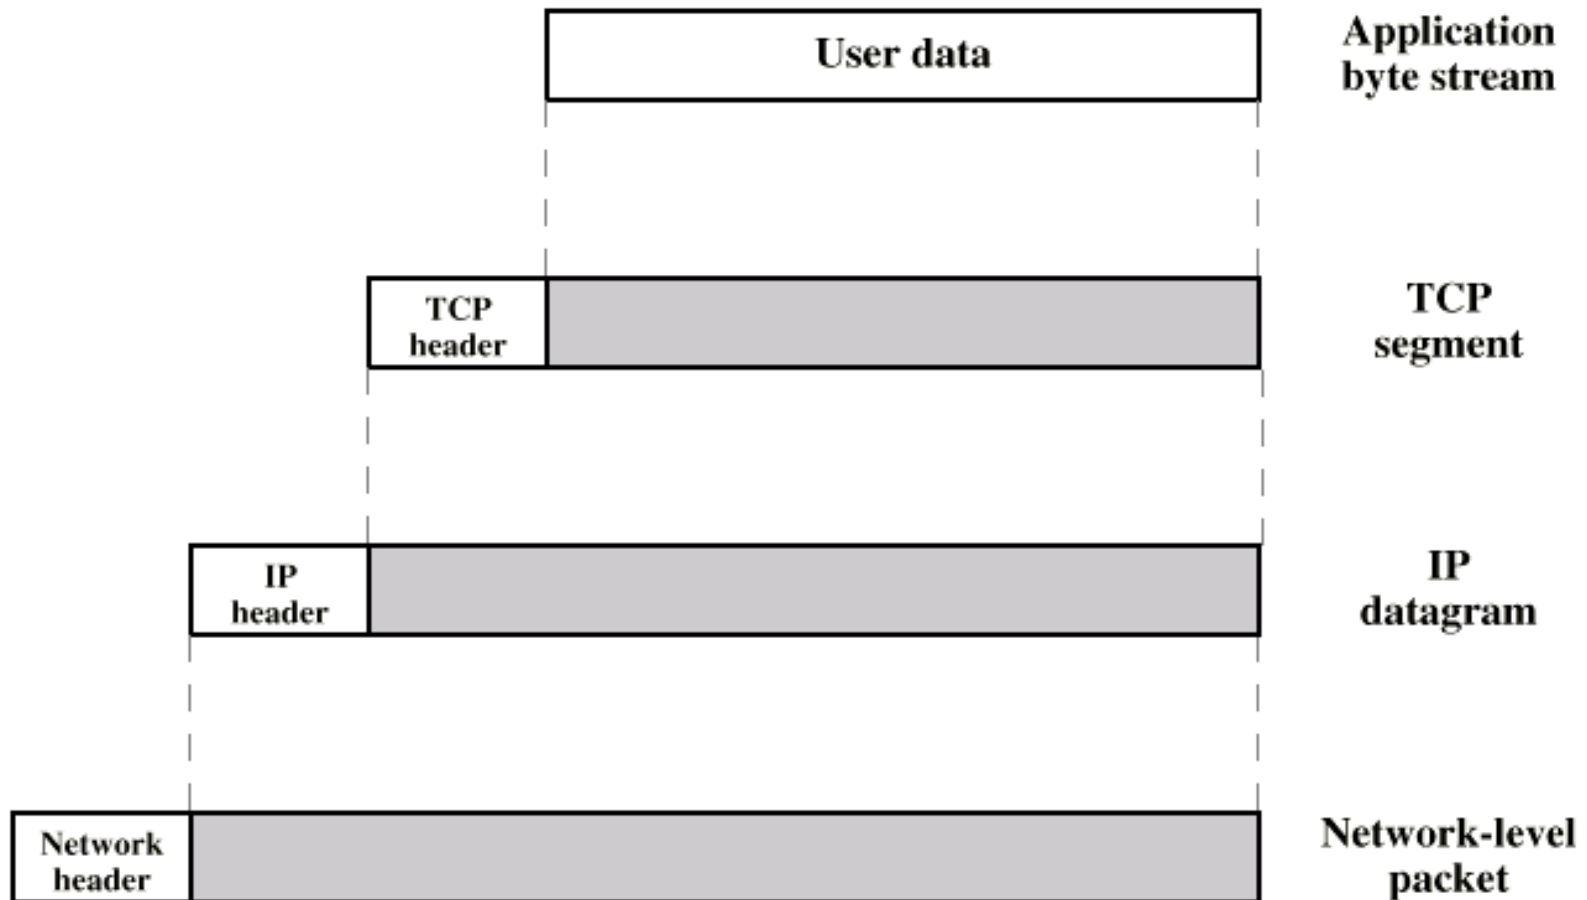 User data
Application
byte stream
TCP
header
TCP
segment
IP
header
IP
datagram
Network
header
Network-level
packet